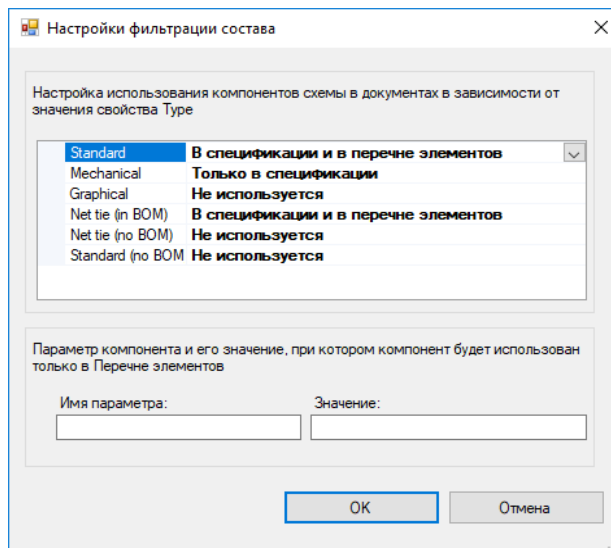 Настройки фильтрации состава
Настройка использования компонентов схемы в документах в зависимости от
значения свойства Type
Standard В спецификации и в перечне элементов
Mechanical Только в спецификации
Graphical Не используется
Net tie (in BOM) В спецификации и в перечне элементов
Net tie (no BOM) Не используется
Standard (no BOM Не используется
Параметр компонента и его значение, при котором компонент будет использован
только в Перечне элементов
Имя параметра: Значение:
OK Отмена